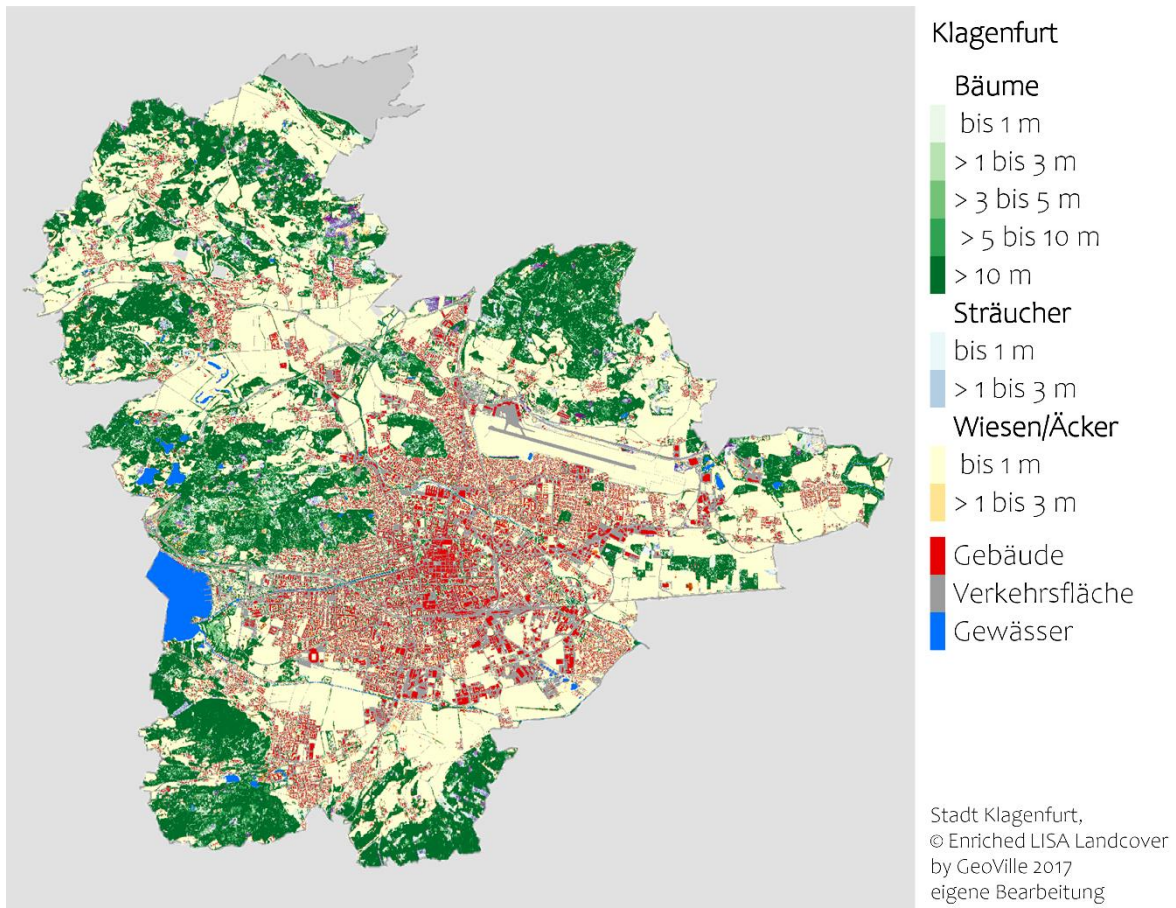 Klagenfurt
Bäume
bis 1 m
> 1 bis 3 m
> 3 bis 5 m
> 5 bis 10 m
> 10 m
Sträucher
bis 1 m
> 1 bis 3 m
Wiesen/Äcker
bis 1 m
> 1 bis 3 m
Gebäude
Verkehrsfläche
Gewässer
Stadt Klagenfurt,
© Enriched LISA Landcover
by GeoVille 2017
eigene Bearbeitung